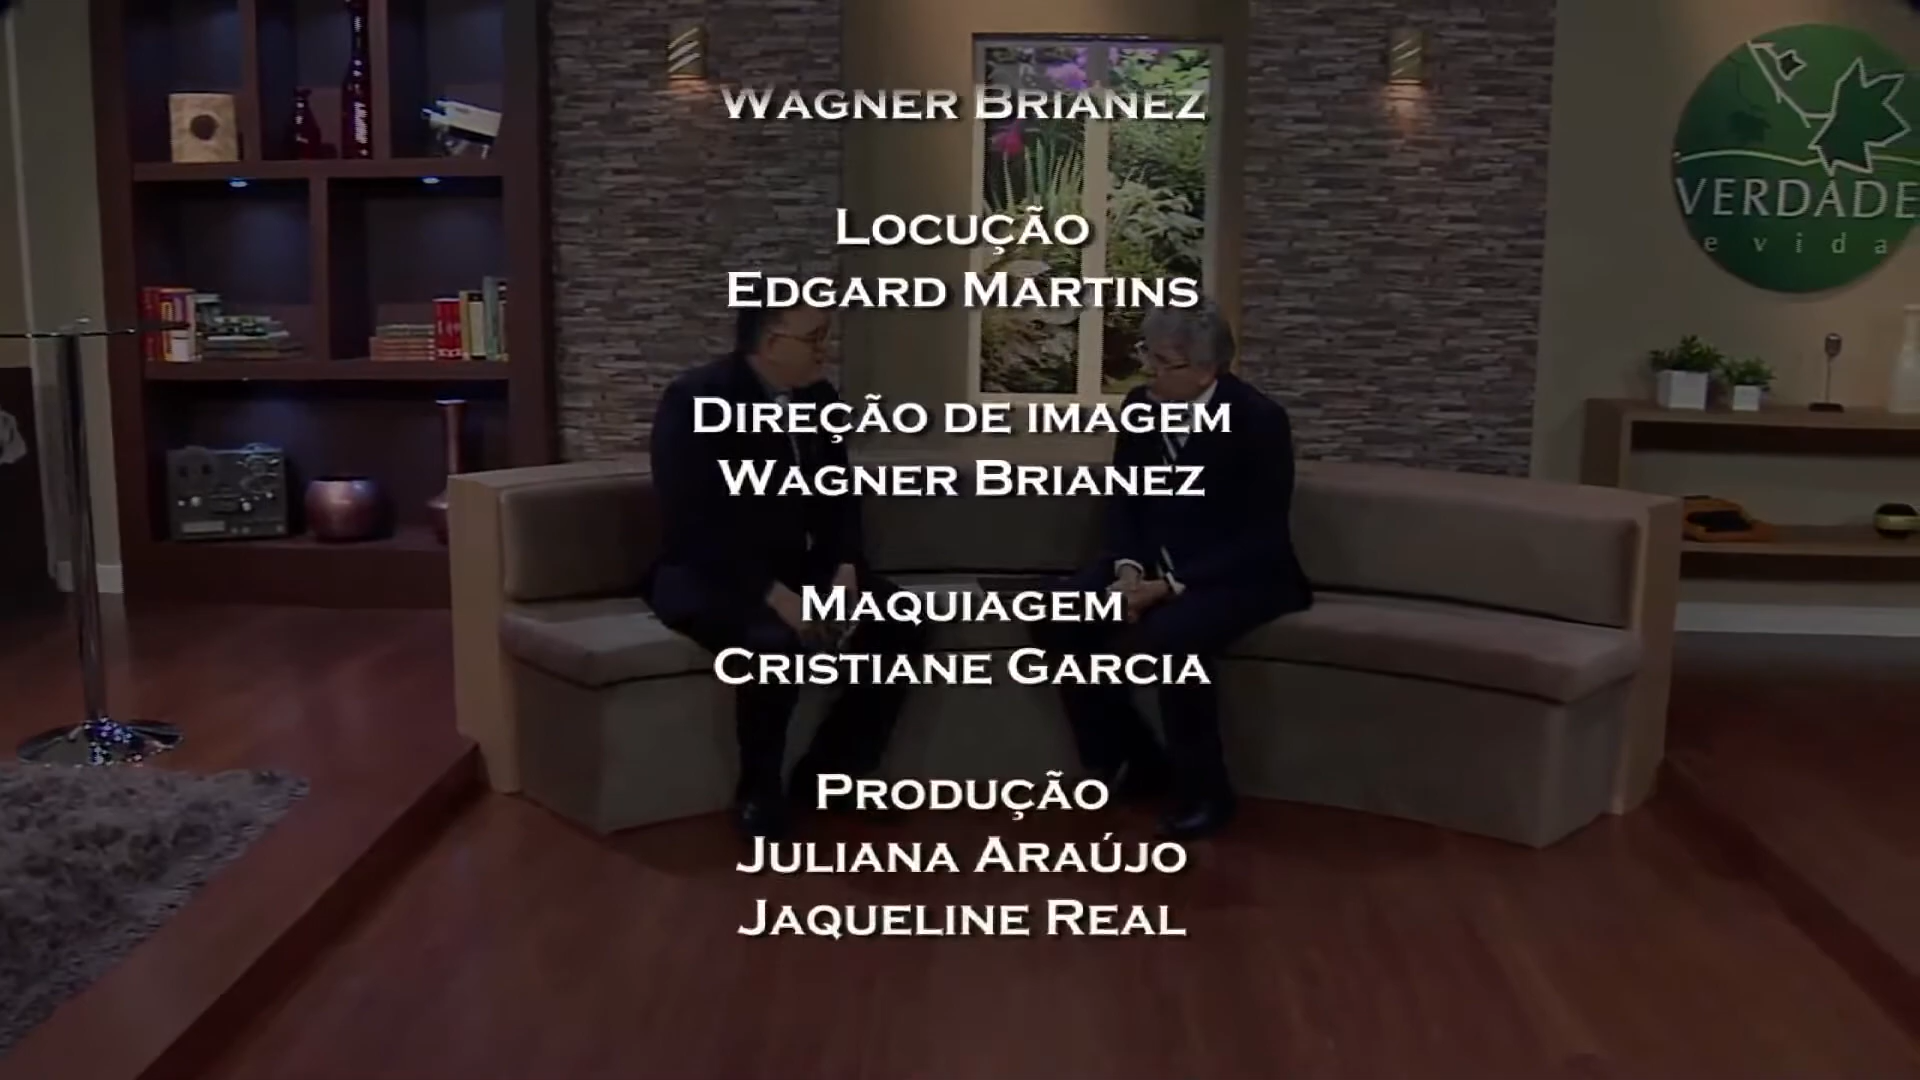 Wagner Brianez
Locução
Edgard Martins
Direção de imagem
Wagner Brianez
Maquiagem
Cristiane Garcia
Produção
Juliana Araújo
Jaqueline Real
VERDADE
e vida